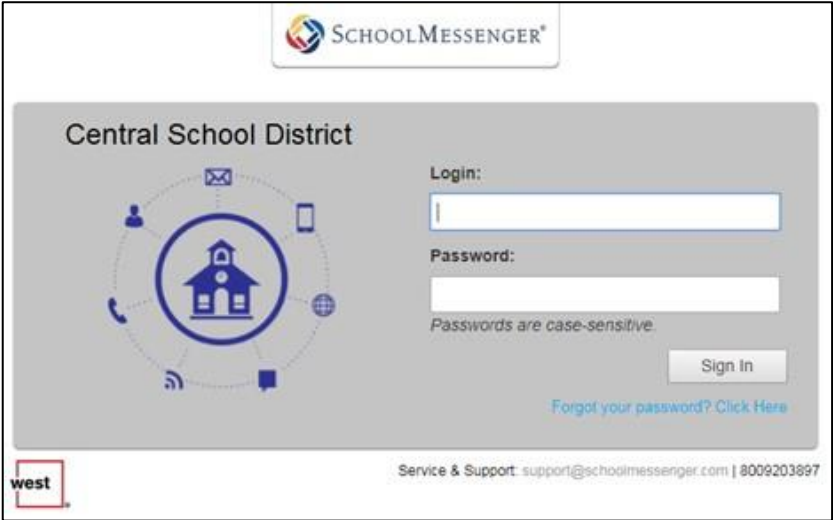 SCHOOLMESSENGER®
Central School District
Login:
Password:
Passwords are case-sensitive.
Sign In
Forgot your password? Click Here
west
Service & Support: support@schoolmessenger.com | 8009203897